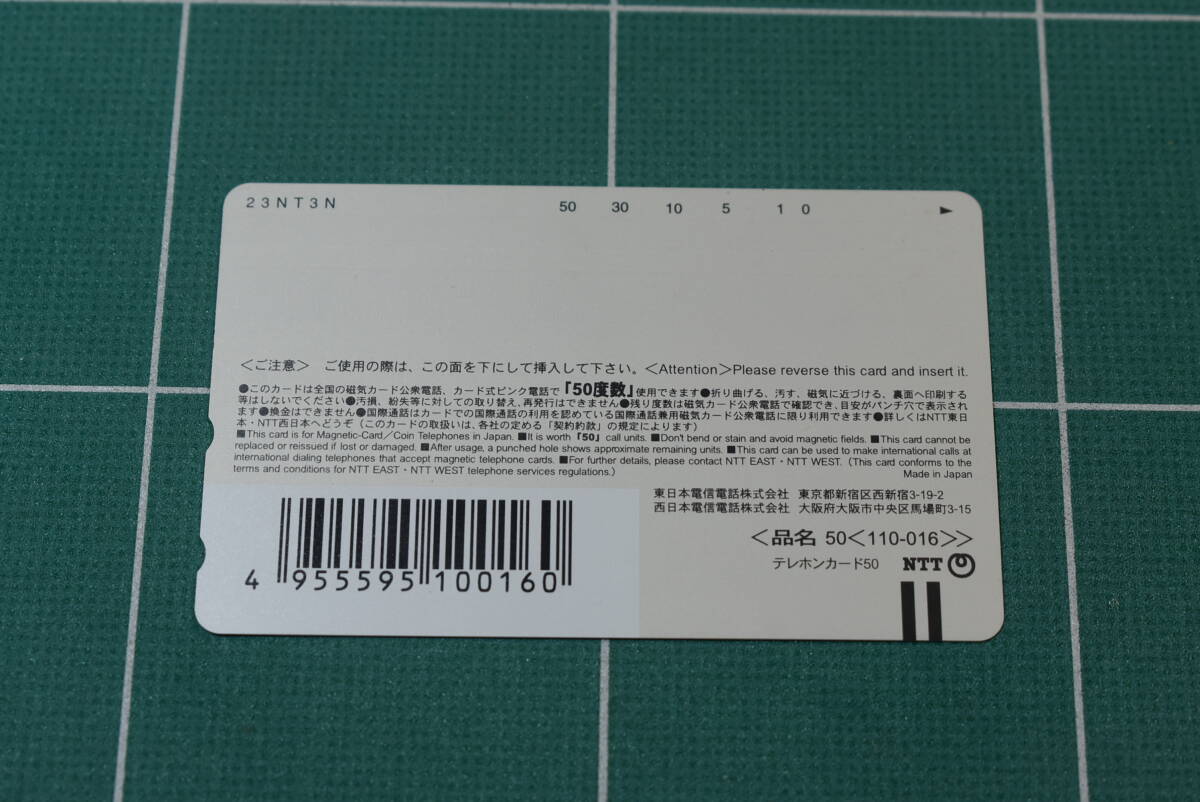 23NT3N 50 30 10 5 1 0
＜ご注意＞ ご使用の際は、この面を下にして挿入して下さい。＜Attention＞Please reverse this card and insert it.
●このカードは全国の磁気カード公衆電話、カード式ピンク電話で『50度数』使用できます●折り曲げる、汚す、磁気に近づける、裏面へ印刷する
等はしないでください●汚損、紛失等に対しての取り替え、再発行はできません●残り度数は磁気カード公衆電話で確認でき、目安がパンチ穴で表示され
ます●換金はできません●国際通話はカードでの国際通話の利用を認めている国際通話兼用磁気カード公衆電話に限り利用できます●詳しくはNTT東日
本・NTT西日本へどうぞ（このカードの取扱いは、各社の定める「契約約款」の規定によります）
■This card is for Magnetic-Card／Coin Telephones in Japan. ■It is worth「50」call units. ■Don't bend or stain and avoid magnetic fields. ■This card cannot be
replaced or reissued if lost or damaged. ■After usage, a punched hole shows approximate remaining units. ■This card can be used to make international calls at
international dialing telephones that accept magnetic telephone cards. ■For further details, please contact NTT EAST・NTT WEST.（This card conforms to the
terms and conditions for NTT EAST・NTT WEST telephone services regulations.） Made in Japan
東日本電信電話株式会社 東京都新宿区西新宿3-19-2
西日本電信電話株式会社 大阪府大阪市中央区馬場町3-15
＜品名 50＜110-016＞＞
テレホンカード50 NTT
4 955595 100160